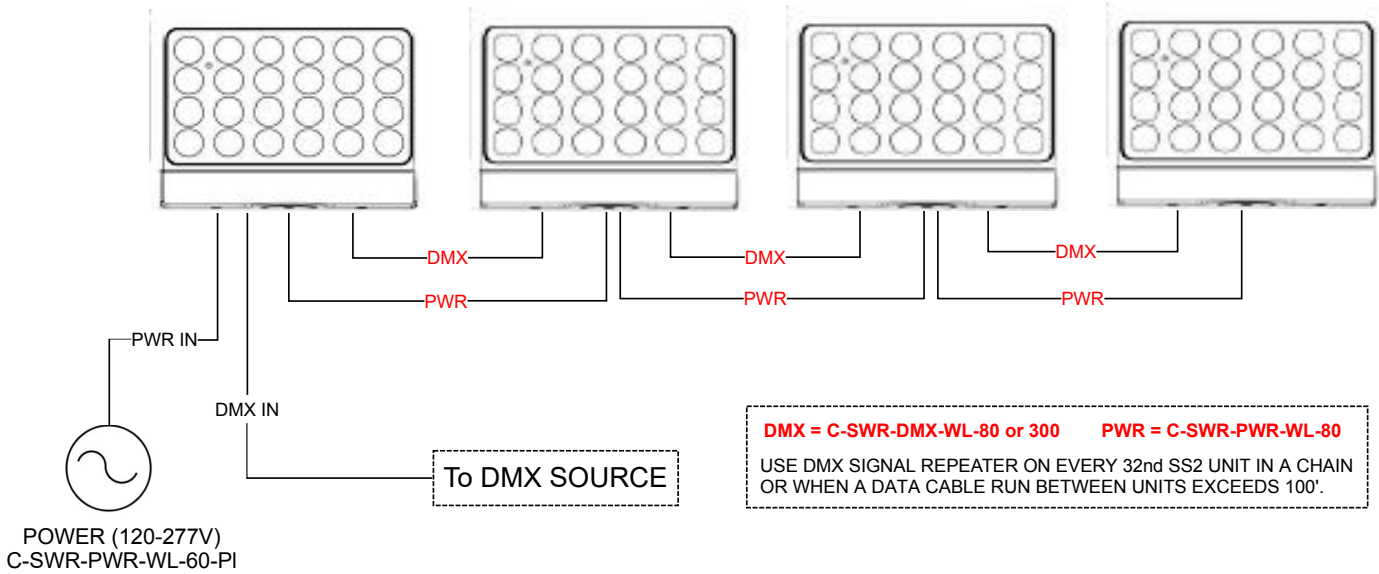 DMX
DMX
DMX
PWR
PWR
PWR
PWR IN
DMX IN
DMX = C-SWR-DMX-WL-80 or 300 PWR = C-SWR-PWR-WL-80
USE DMX SIGNAL REPEATER ON EVERY 32nd SS2 UNIT IN A CHAIN
OR WHEN A DATA CABLE RUN BETWEEN UNITS EXCEEDS 100'.
To DMX SOURCE
POWER (120-277V)
C-SWR-PWR-WL-60-PI